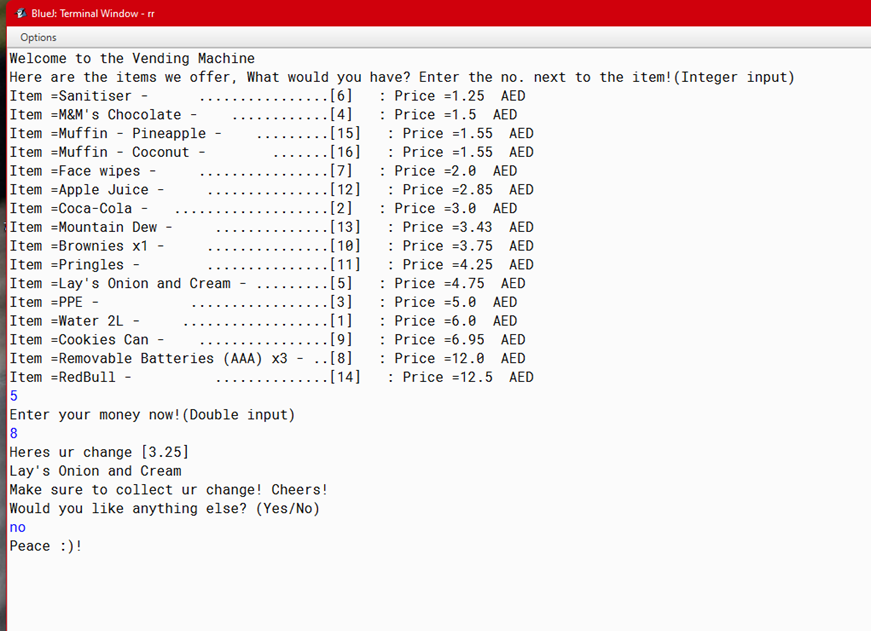 BlueJ: Terminal Window - rr
Options
Welcome to the Vending Machine
Here are the items we offer, What would you have? Enter the no. next to the item!(Integer input)
Item =Sanitiser -      ................[6]   : Price =1.25  AED
Item =M&M's Chocolate -    ............[4]   : Price =1.5  AED
Item =Muffin - Pineapple -    .........[15]   : Price =1.55  AED
Item =Muffin - Coconut -        .......[16]   : Price =1.55  AED
Item =Face wipes -     ................[7]   : Price =2.0  AED
Item =Apple Juice -     ...............[12]   : Price =2.85  AED
Item =Coca-Cola -   ...................[2]   : Price =3.0  AED
Item =Mountain Dew -     ..............[13]   : Price =3.43  AED
Item =Brownies x1 -     ...............[10]   : Price =3.75  AED
Item =Pringles -        ...............[11]   : Price =4.25  AED
Item =Lay's Onion and Cream - .........[5]   : Price =4.75  AED
Item =PPE -           .................[3]   : Price =5.0  AED
Item =Water 2L -     ..................[1]   : Price =6.0  AED
Item =Cookies Can -    ................[9]   : Price =6.95  AED
Item =Removable Batteries (AAA) x3 - ..[8]   : Price =12.0  AED
Item =RedBull -          ..............[14]   : Price =12.5  AED
5
Enter your money now!(Double input)
8
Heres ur change [3.25]
Lay's Onion and Cream
Make sure to collect ur change! Cheers!
Would you like anything else? (Yes/No)
no
Peace :)!